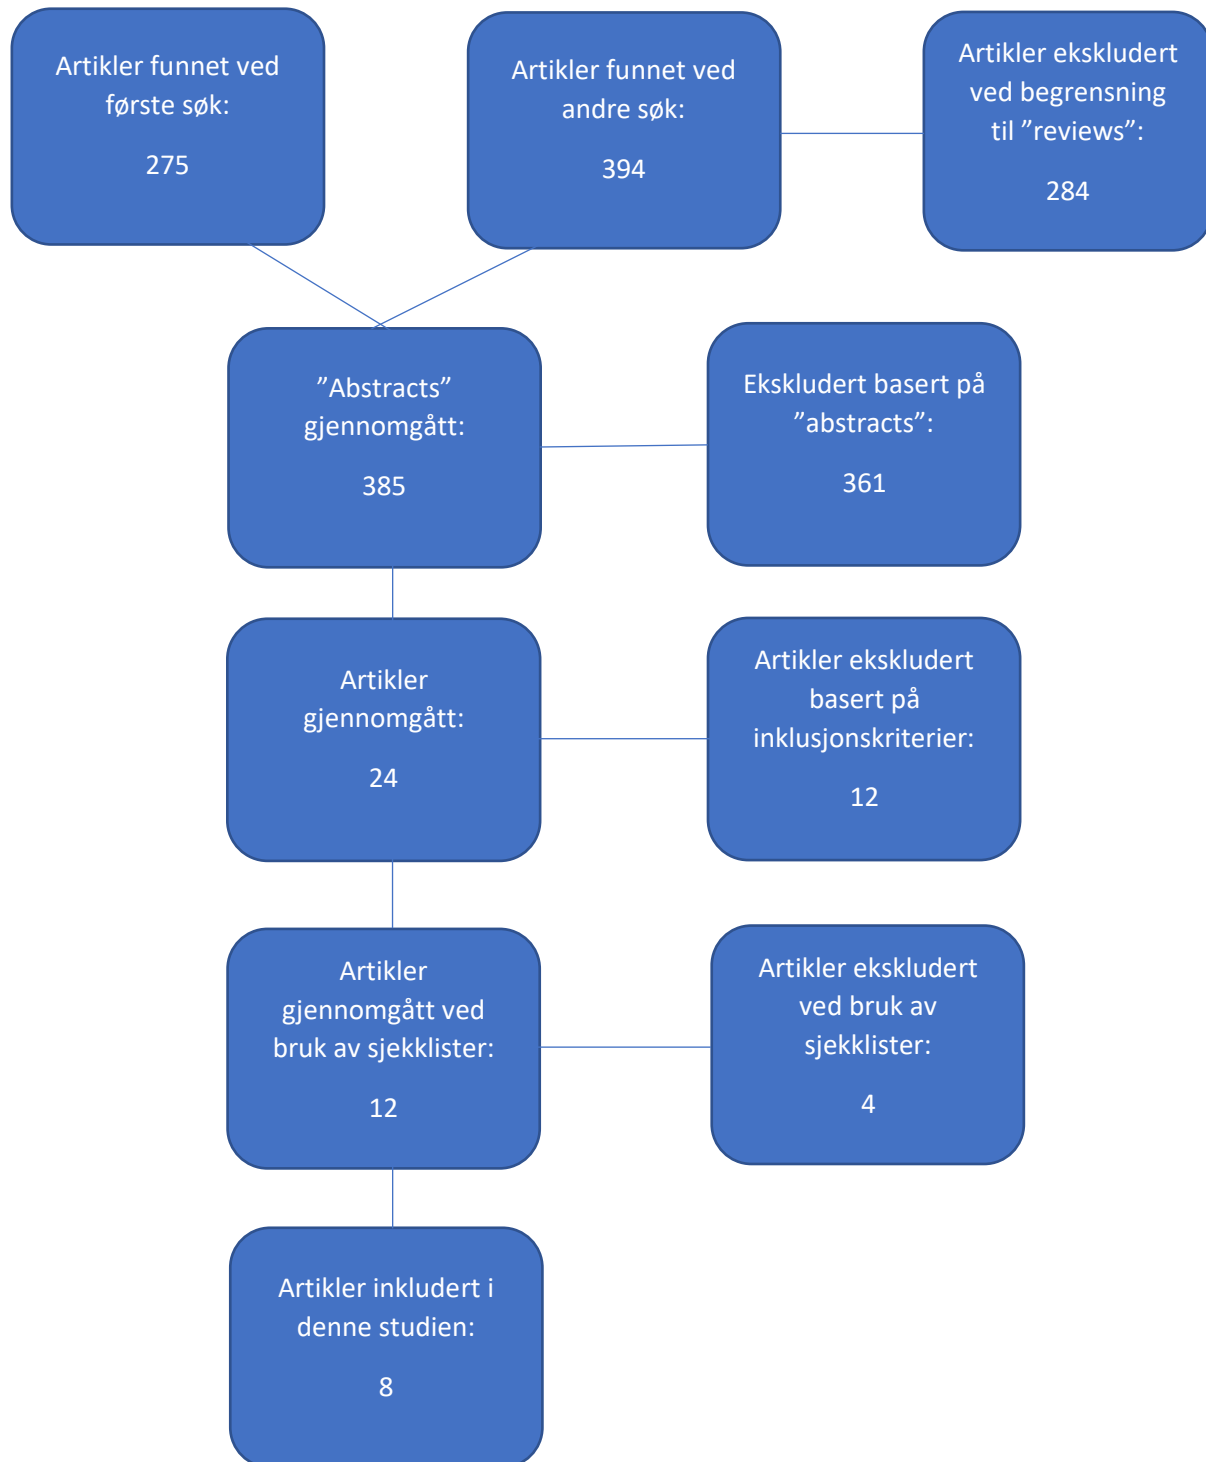 Artikler funnet ved
første søk:
275
Artikler funnet ved
andre søk:
394
Artikler ekskludert
ved begrensning
til ”reviews”:
284
”Abstracts”
gjennomgått:
385
Ekskludert basert på
”abstracts”:
361
Artikler
gjennomgått:
24
Artikler ekskludert
basert på
inklusjonskriterier:
12
Artikler
gjennomgått ved
bruk av sjekklister:
12
Artikler ekskludert
ved bruk av
sjekklister:
4
Artikler inkludert i
denne studien:
8